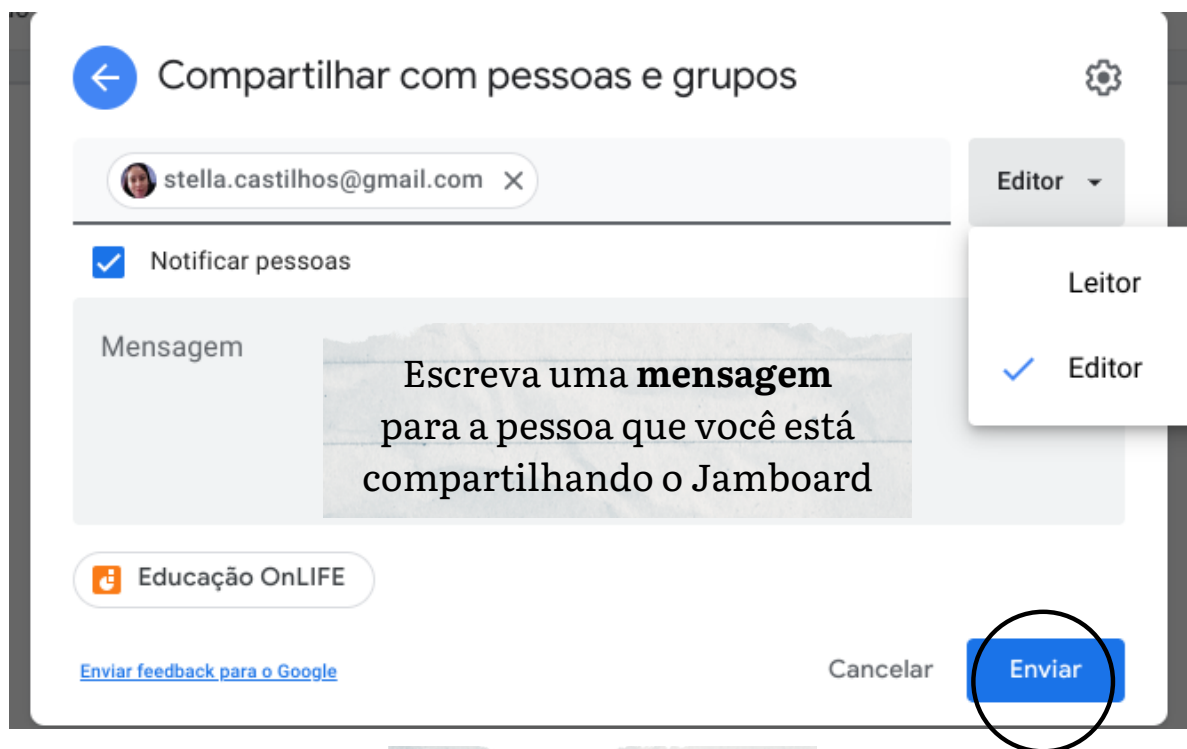 Compartilhar com pessoas e grupos
stella.castilhos@gmail.com
Editor
Notificar pessoas
Leitor
Editor
Mensagem
Escreva uma mensagem
para a pessoa que você está
compartilhando o Jamboard
Educação OnLIFE
Enviar feedback para o Google
Cancelar
Enviar